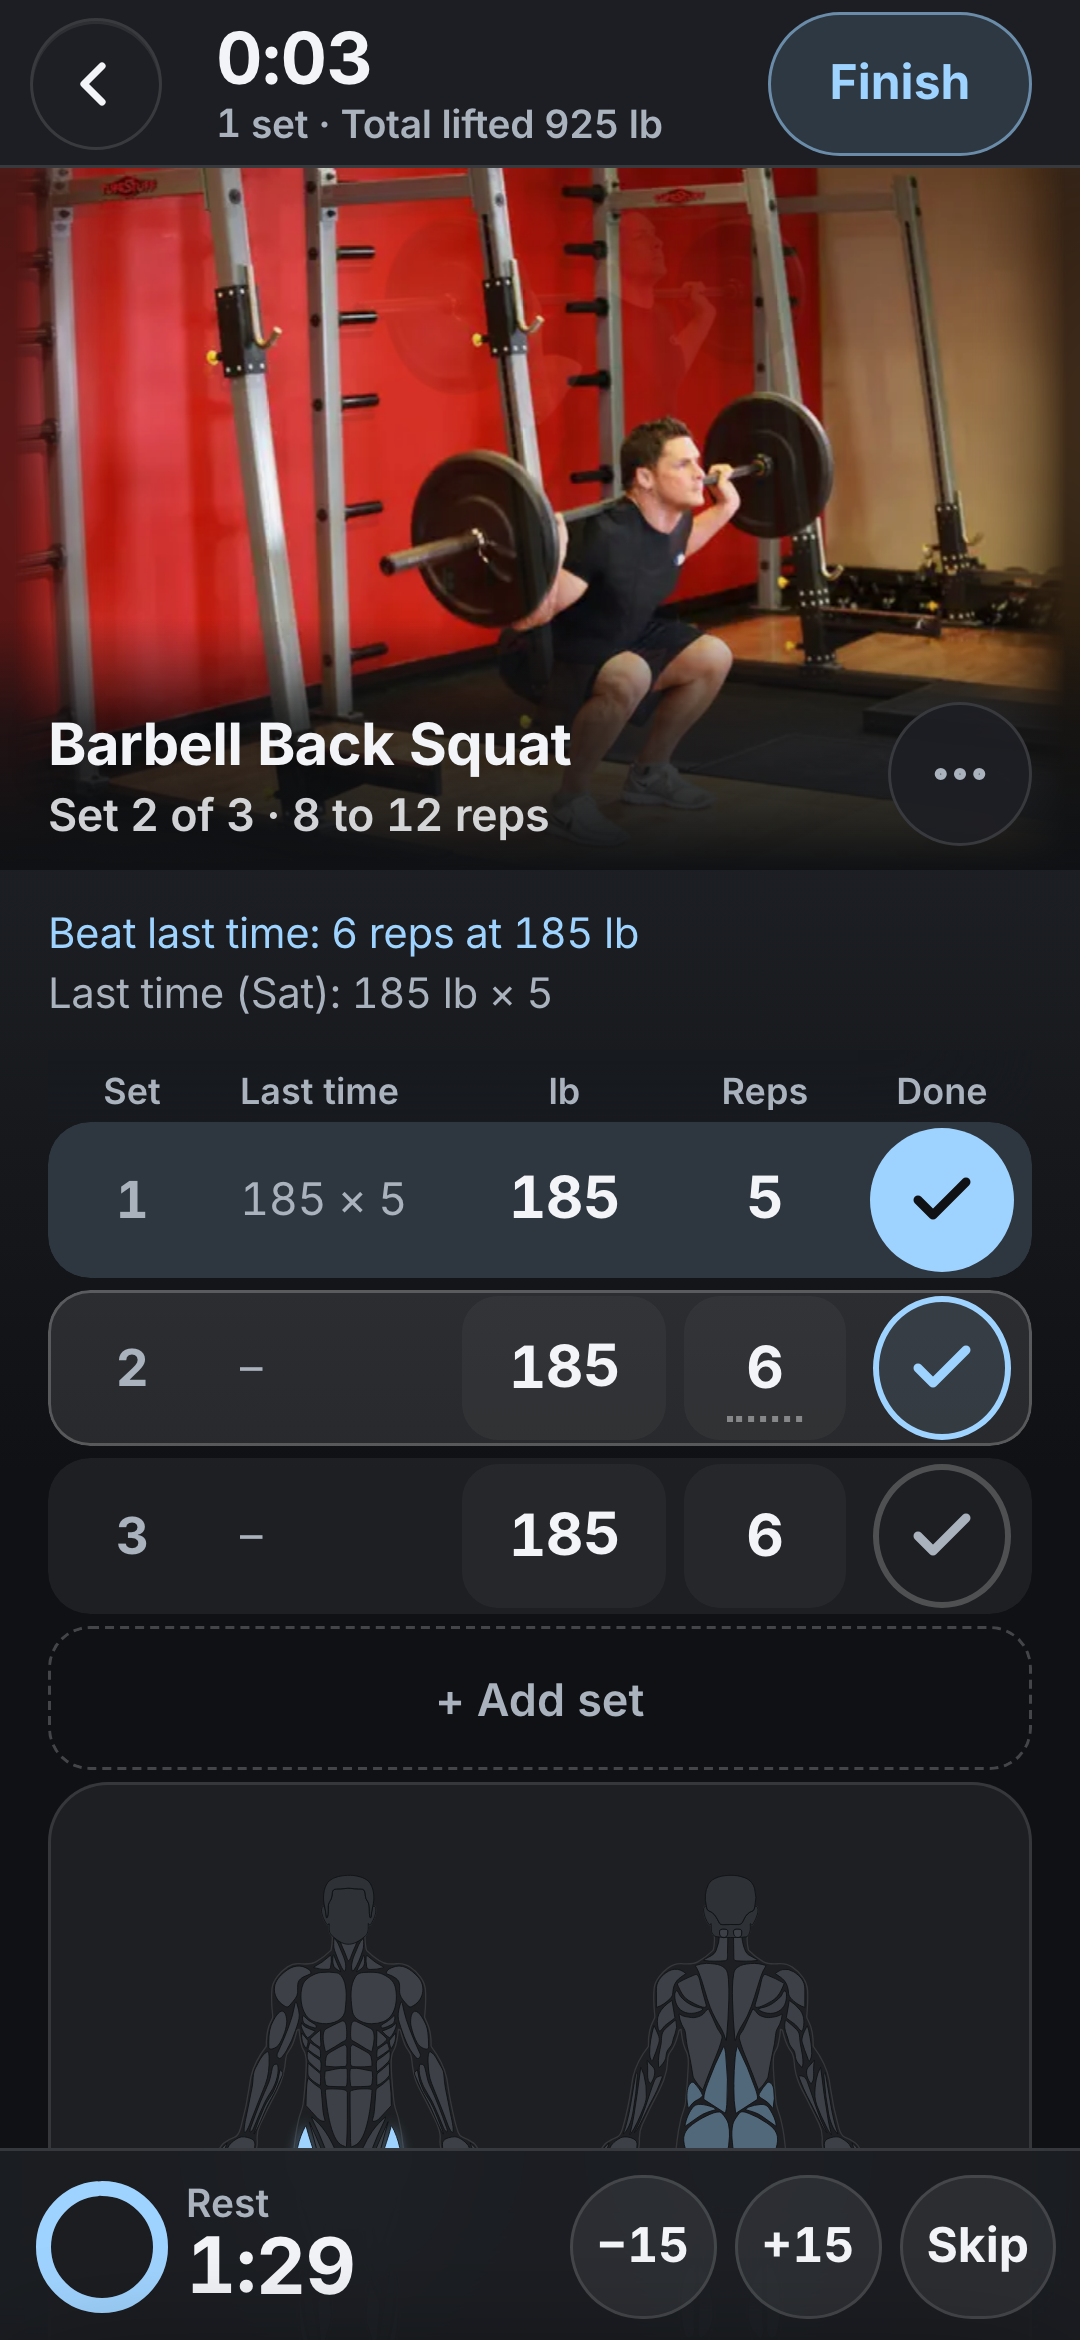 0:03
1 set · Total lifted 925 lb
Finish
Barbell Back Squat
Set 2 of 3 · 8 to 12 reps
Beat last time: 6 reps at 185 lb
Last time (Sat): 185 lb × 5
Set Last time lb Reps Done
1 185 × 5 185 5
2 – 185 6
3 – 185 6
+ Add set
Rest
1:29
−15 +15 Skip